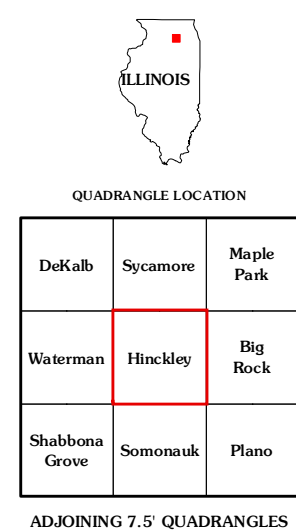 ILLINOIS
QUADRANGLE LOCATION
DeKalb
Sycamore
Maple
Park
Waterman
Hinckley
Big
Rock
Shabbona
Grove
Somonauk
Plano
ADJOINING 7.5' QUADRANGLES